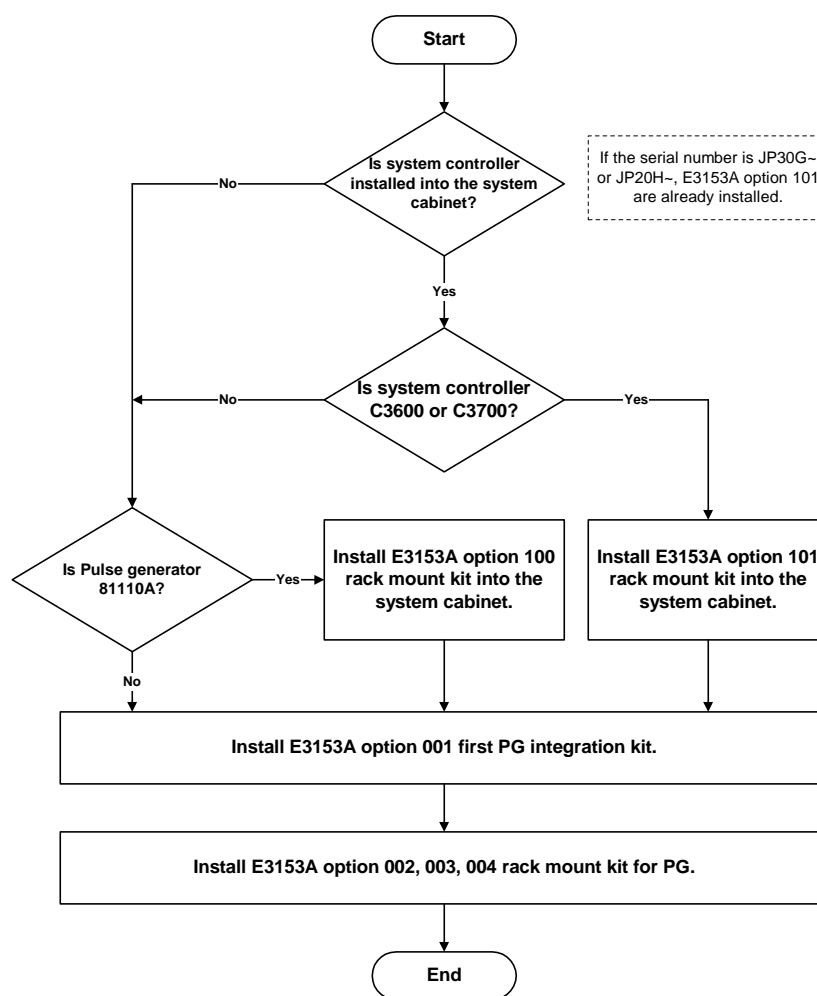 Start
Is system controller
installed into the system
cabinet?
If the serial number is JP30G~
or JP20H~, E3153A option 101
are already installed.
No
Yes
Is system controller
C3600 or C3700?
No
Yes
Is Pulse generator
81110A?
Yes
Install E3153A option 100
rack mount kit into the
system cabinet.
Install E3153A option 101
rack mount kit into the
system cabinet.
No
Install E3153A option 001 first PG integration kit.
Install E3153A option 002, 003, 004 rack mount kit for PG.
End